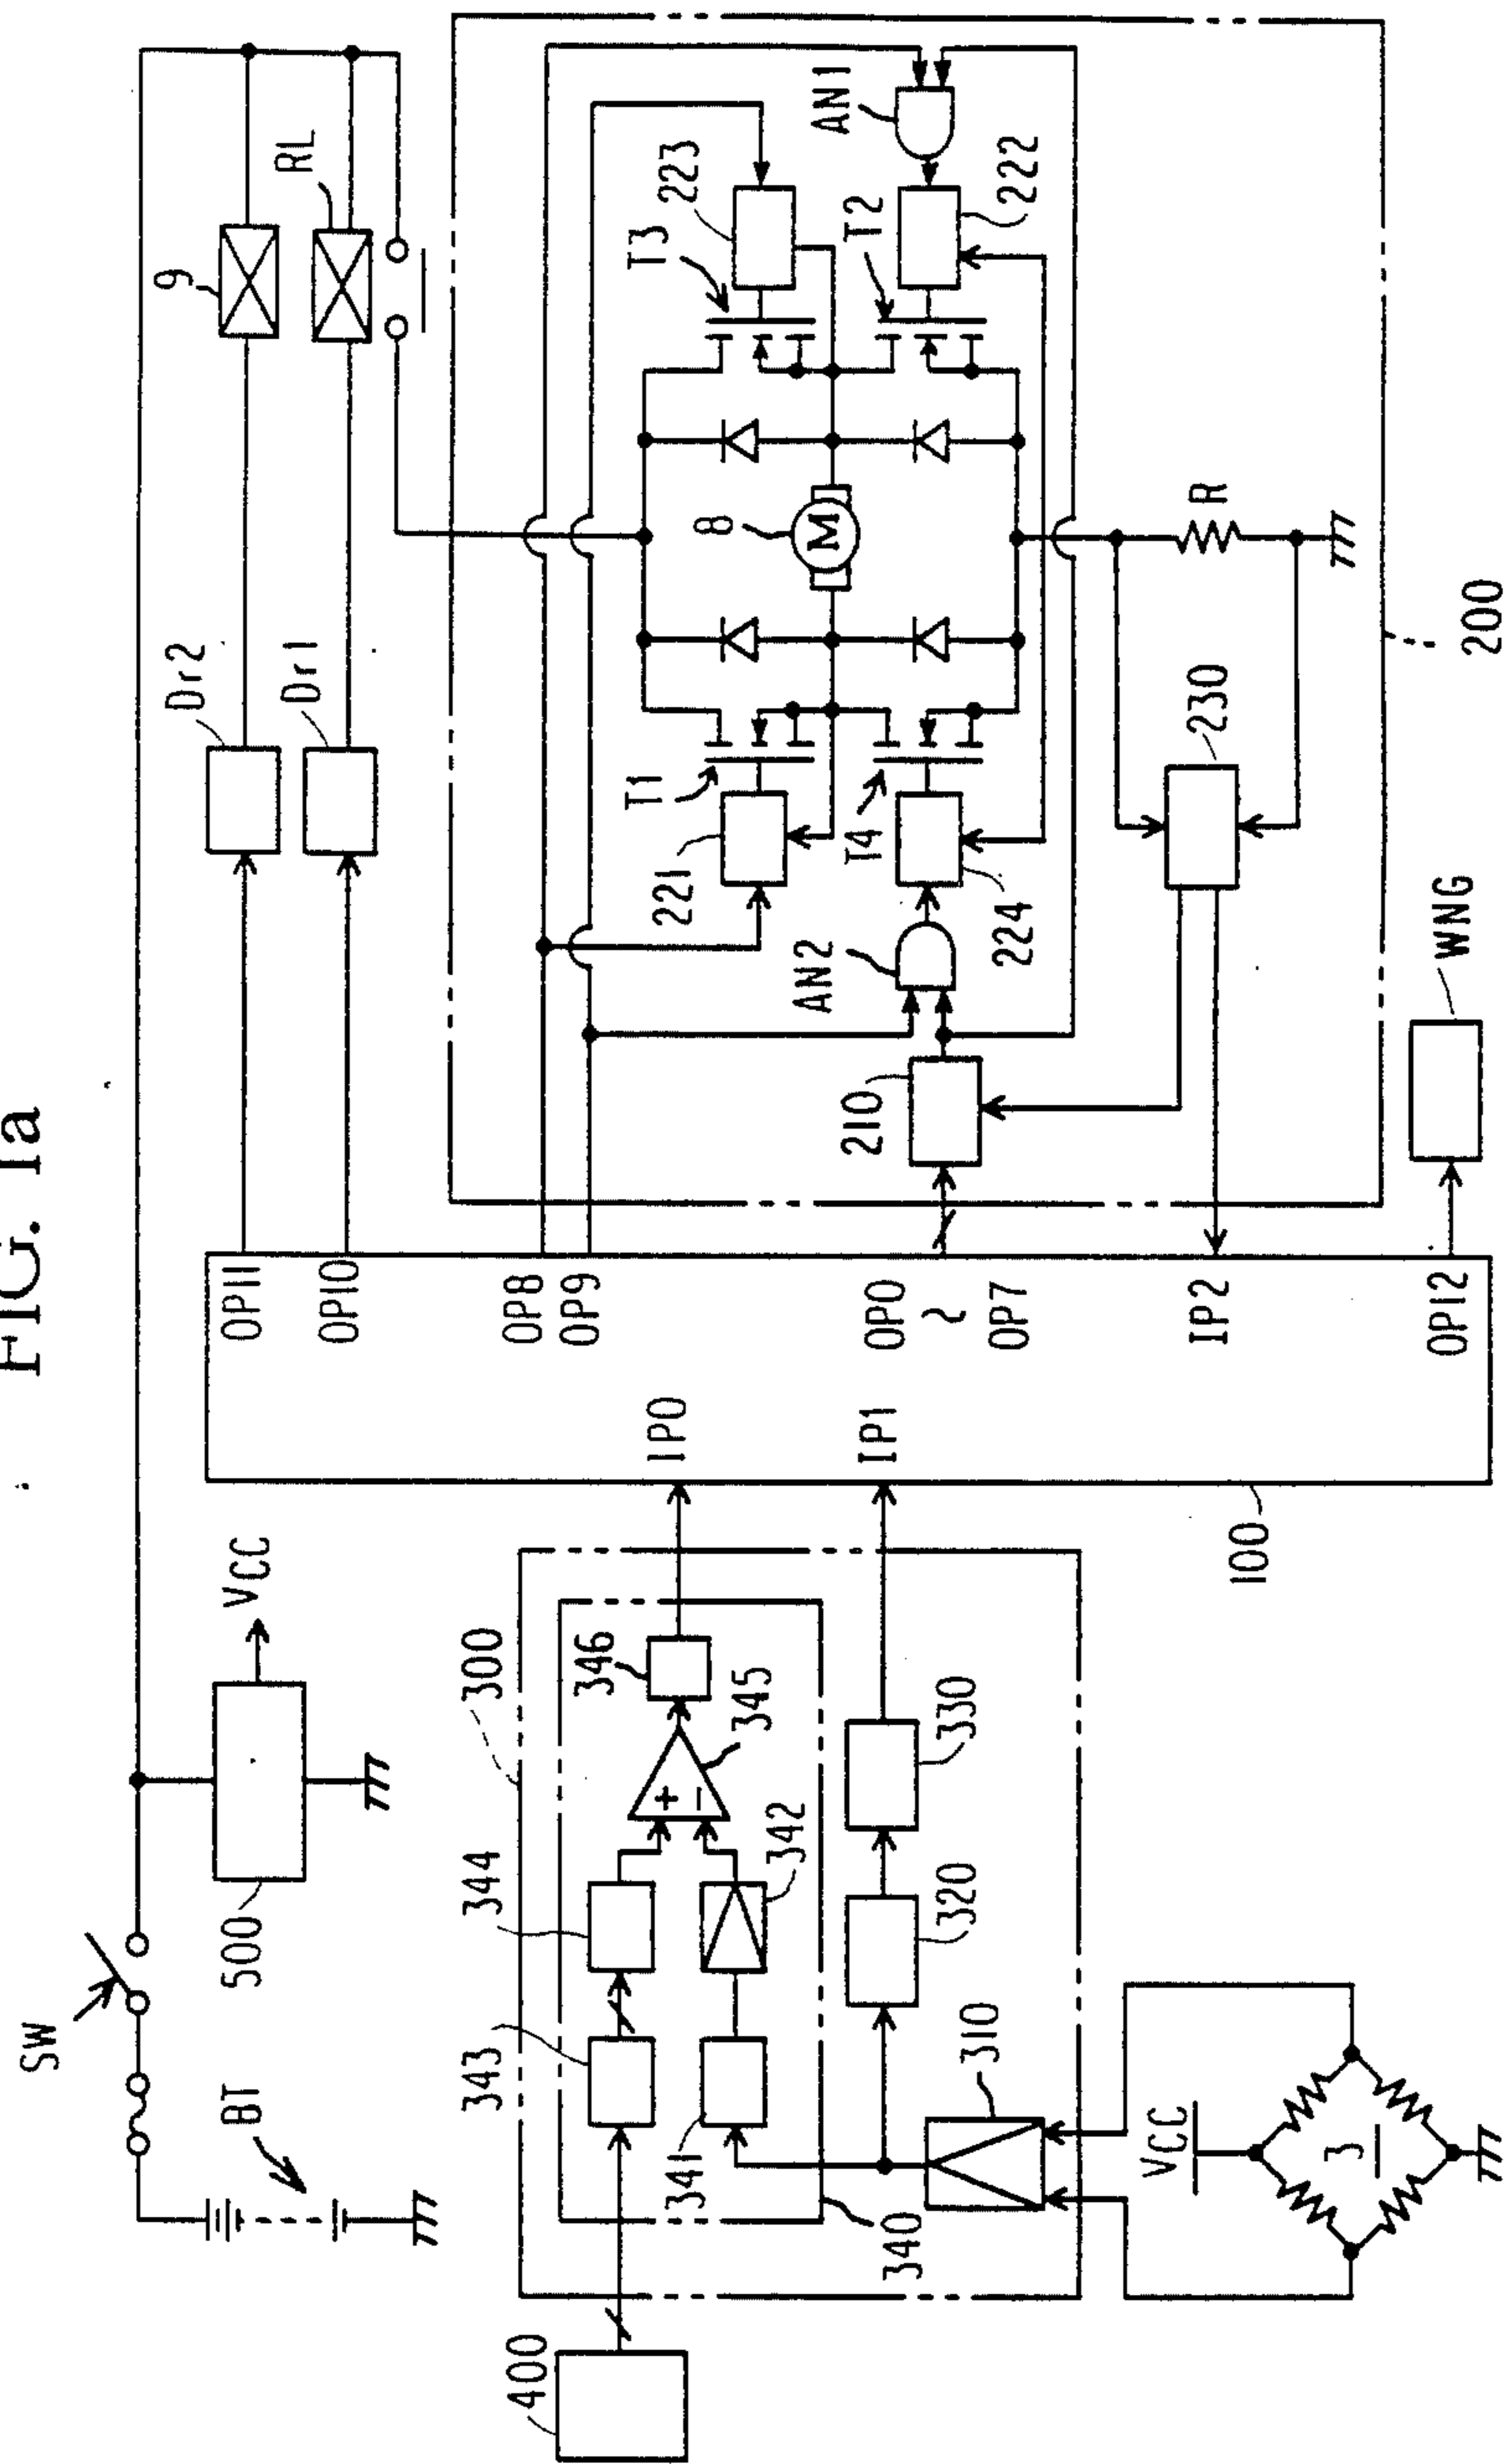 FIG. 1a
SW
BT
500
VCC
Dr2
Dr1
9
RL
400
300
343
344
346
345
341
342
340
310
320
330
VCC
3
100
IP0
IP1
OP11
OP10
OP8
OP9
OP0
~
OP7
IP2
OP12
210
AN2
221
224
T1
T4
8
M
T3
T2
223
222
AN1
230
R
200
WNG